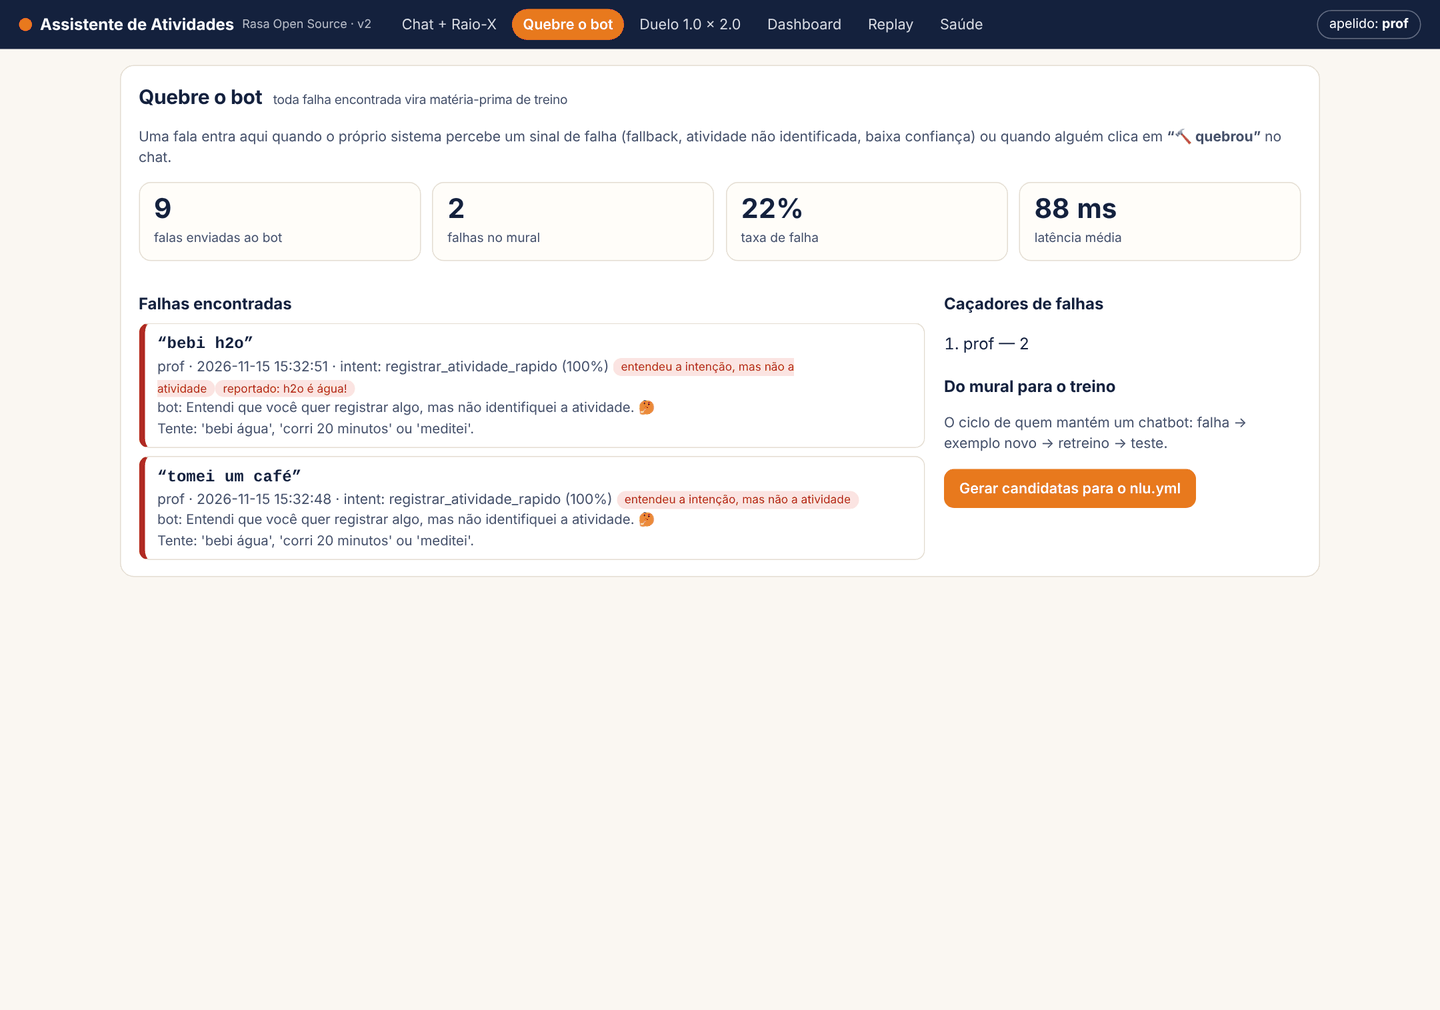 Assistente de Atividades Rasa Open Source · v2 Chat + Raio-X Quebre o bot Duelo 1.0 × 2.0 Dashboard Replay Saúde apelido: prof
Quebre o bot toda falha encontrada vira matéria-prima de treino
Uma fala entra aqui quando o próprio sistema percebe um sinal de falha (fallback, atividade não identificada, baixa confiança) ou quando alguém clica em “🔨 quebrou” no
chat.
9
falas enviadas ao bot
2
falhas no mural
22%
taxa de falha
88 ms
latência média
Falhas encontradas
“bebi h2o”
prof · 2026-11-15 15:32:51 · intent: registrar_atividade_rapido (100%) entendeu a intenção, mas não a
atividade reportado: h2o é água!
bot: Entendi que você quer registrar algo, mas não identifiquei a atividade. 🤔
Tente: 'bebi água', 'corri 20 minutos' ou 'meditei'.
“tomei um café”
prof · 2026-11-15 15:32:48 · intent: registrar_atividade_rapido (100%) entendeu a intenção, mas não a atividade
bot: Entendi que você quer registrar algo, mas não identifiquei a atividade. 🤔
Tente: 'bebi água', 'corri 20 minutos' ou 'meditei'.
Caçadores de falhas
1. prof — 2
Do mural para o treino
O ciclo de quem mantém um chatbot: falha →
exemplo novo → retreino → teste.
Gerar candidatas para o nlu.yml